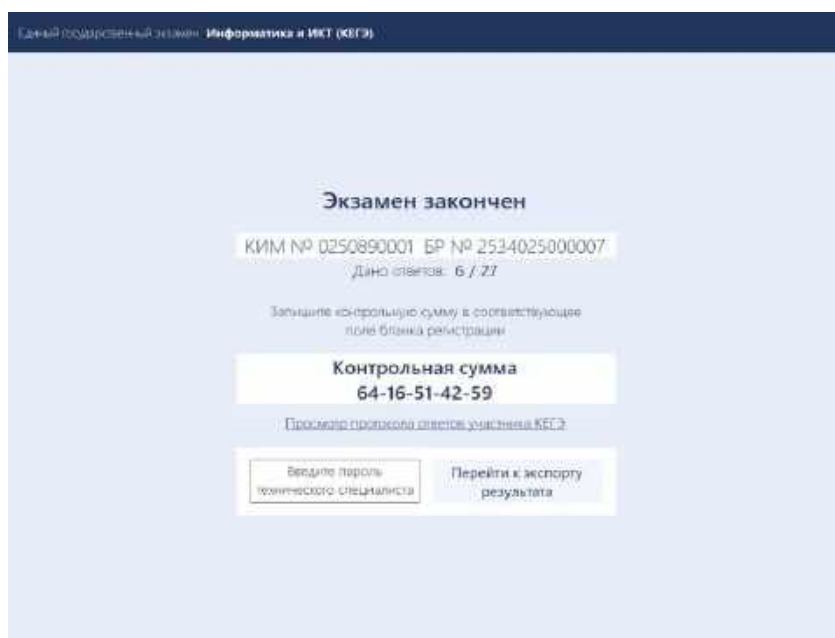 Единый государственный экзамен Информатика и ИКТ (КЕГЭ)
Экзамен закончен
КИМ № 0250890001 БР № 2534025000007
Дано ответов: 6 / 27
Запишите контрольную сумму в соответствующее
поле бланка регистрации
Контрольная сумма
64-16-51-42-59
Просмотр протокола ответов участника КЕГЭ
Введите пароль
технического специалиста
Перейти к экспорту
результата